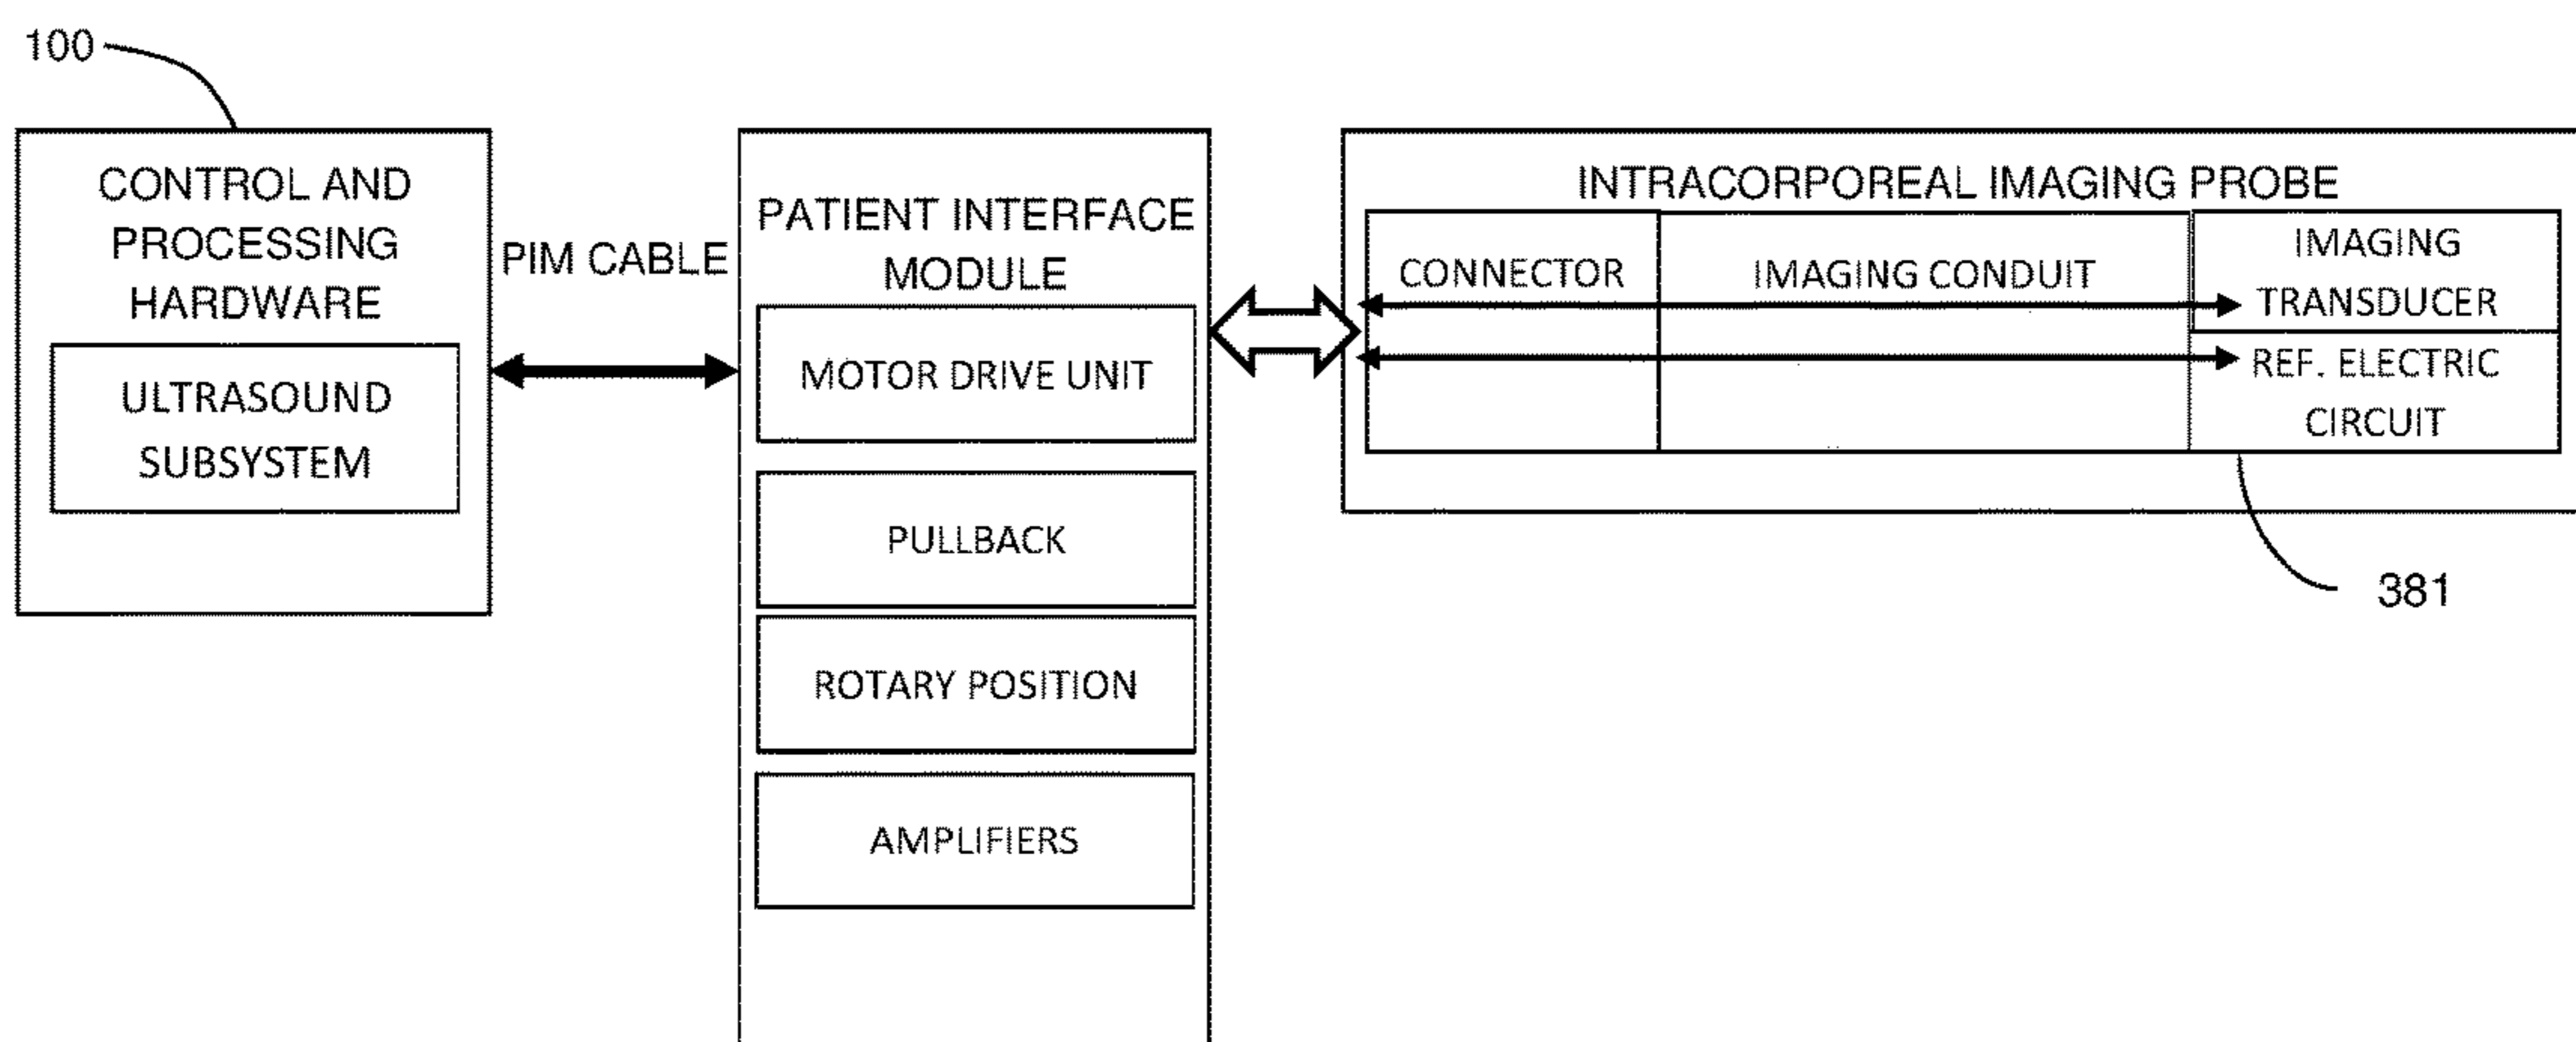 100
CONTROL AND
PROCESSING
HARDWARE
ULTRASOUND
SUBSYSTEM
PIM CABLE
PATIENT INTERFACE
MODULE
MOTOR DRIVE UNIT
PULLBACK
ROTARY POSITION
AMPLIFIERS
INTRACORPOREAL IMAGING PROBE
CONNECTOR
IMAGING CONDUIT
IMAGING
TRANSDUCER
REF. ELECTRIC
CIRCUIT
381